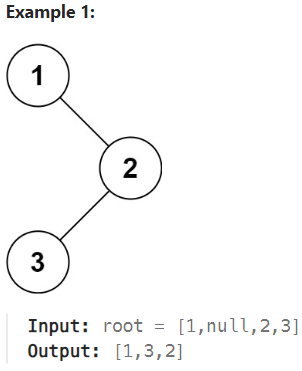 Example 1:
1
2
3
Input: root = [1,null,2,3]
Output: [1,3,2]